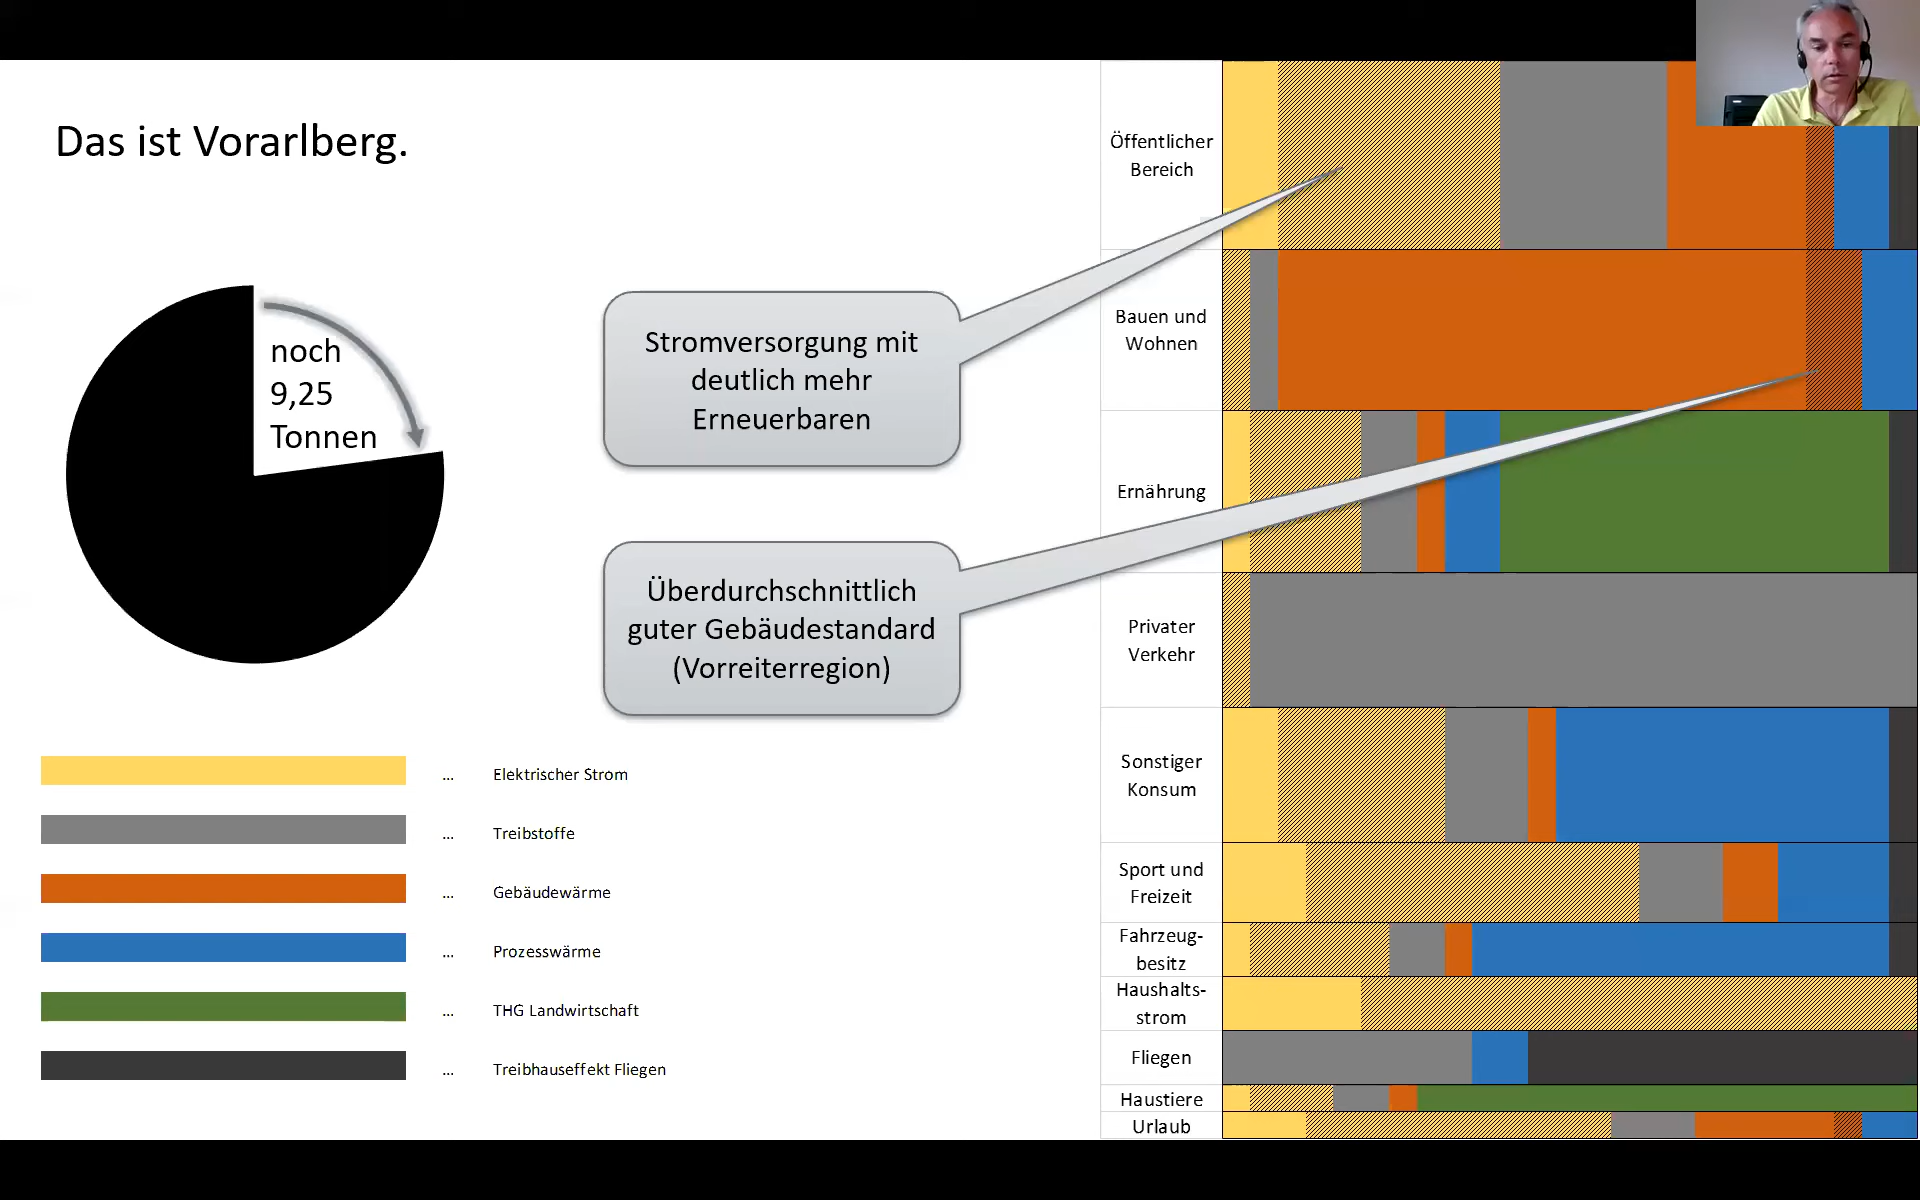 Das ist Vorarlberg.
noch
9,25
Tonnen
Stromversorgung mit
deutlich mehr
Erneuerbaren
Überdurchschnittlich
guter Gebäudestandard
(Vorreiterregion)
... Elektrischer Strom
... Treibstoffe
... Gebäudewärme
... Prozesswärme
... THG Landwirtschaft
... Treibhauseffekt Fliegen
Öffentlicher
Bereich
Bauen und
Wohnen
Ernährung
Privater
Verkehr
Sonstiger
Konsum
Sport und
Freizeit
Fahrzeug-
besitz
Haushalts-
strom
Fliegen
Haustiere
Urlaub